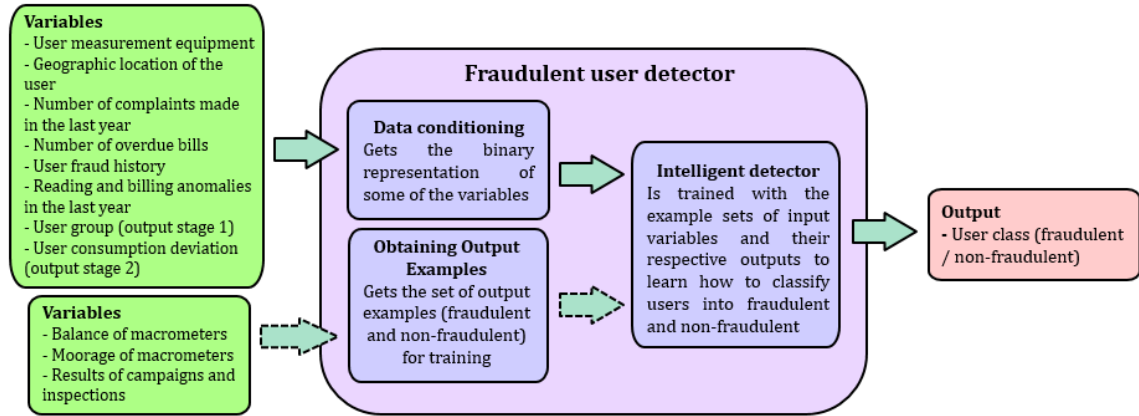 Variables
- User measurement equipment
- Geographic location of the
user
- Number of complaints made
in the last year
- Number of overdue bills
- User fraud history
- Reading and billing anomalies
in the last year
- User group (output stage 1)
- User consumption deviation
(output stage 2)
Variables
- Balance of macrometers
- Moorage of macrometers
- Results of campaigns and
inspections
Fraudulent user detector
Data conditioning
Gets the binary
representation of
some of the variables
Obtaining Output
Examples
Gets the set of output
examples (fraudulent
and non-fraudulent)
for training
Intelligent detector
Is trained with the
example sets of input
variables and their
respective outputs to
learn how to classify
users into fraudulent
and non-fraudulent
Output
- User class (fraudulent
/ non-fraudulent)